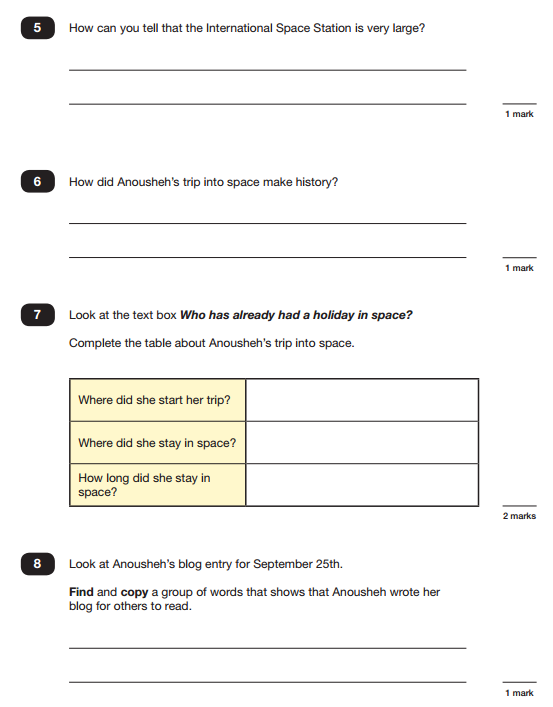 5 How can you tell that the International Space Station is very large?
1 mark
6 How did Anousheh's trip into space make history?
1 mark
7 Look at the text box Who has already had a holiday in space?
Complete the table about Anousheh's trip into space.
Where did she start her trip?
Where did she stay in space?
How long did she stay in
space?
2 marks
8 Look at Anousheh's blog entry for September 25th.
Find and copy a group of words that shows that Anousheh wrote her
blog for others to read.
1 mark